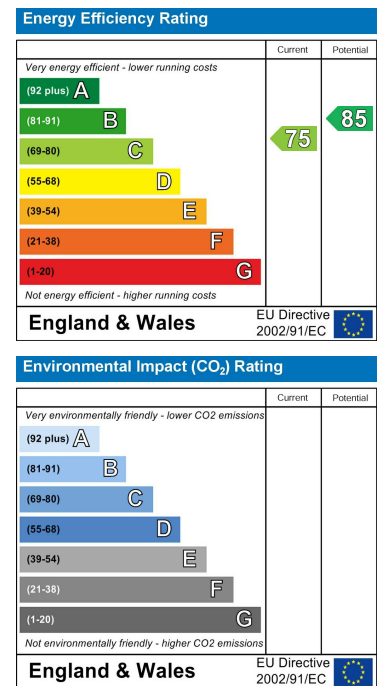 Energy Efficiency Rating
Current Potential
Very energy efficient - lower running costs
(92 plus) A
(81-91) B
85
(69-80) C
75
(55-68) D
(39-54) E
(21-38) F
(1-20) G
Not energy efficient - higher running costs
England & Wales
EU Directive
2002/91/EC
Environmental Impact (CO₂) Rating
Current Potential
Very environmentally friendly - lower CO2 emissions
(92 plus) A
(81-91) B
(69-80) C
(55-68) D
(39-54) E
(21-38) F
(1-20) G
Not environmentally friendly - higher CO2 emissions
England & Wales
EU Directive
2002/91/EC